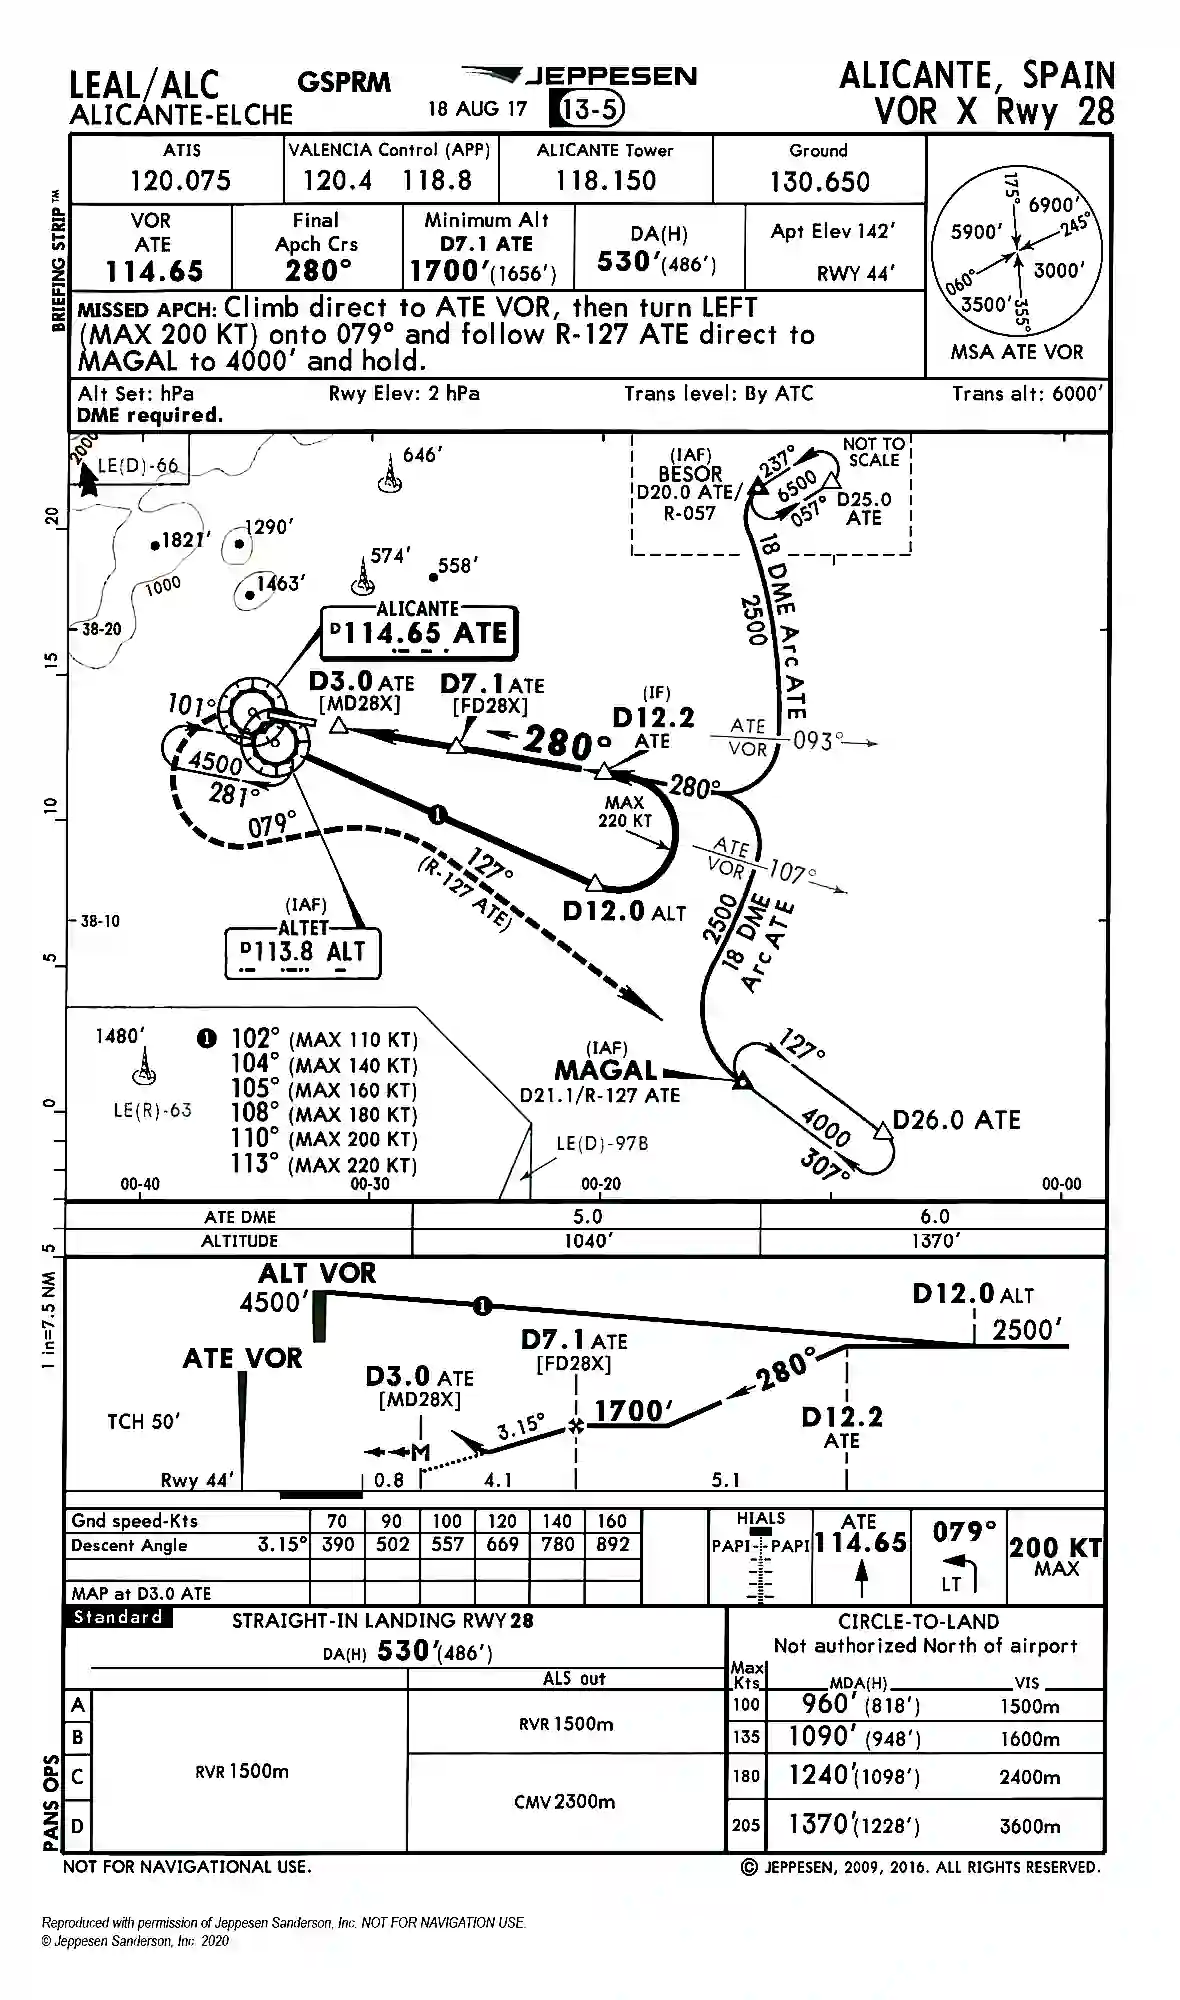 LEAL/ALC
ALICANTE-ELCHE
GSPRM
JEPPESEN
18 AUG 17
13-5
ALICANTE, SPAIN
VOR X Rwy 28
BRIEFING STRIP™
ATIS
120.075
VALENCIA Control (APP)
120.4 118.8
ALICANTE Tower
118.150
Ground
130.650
VOR
ATE
114.65
Final
Apch Crs
280°
Minimum Alt
D7.1 ATE
1700'(1656')
DA(H)
530'(486')
Apt Elev 142'
RWY 44'
175°
6900'
245°
5900'
3000'
060°
3500'
355°
MSA ATE VOR
MISSED APCH: Climb direct to ATE VOR, then turn LEFT
(MAX 200 KT) onto 079° and follow R-127 ATE direct to
MAGAL to 4000' and hold.
Alt Set: hPa
Rwy Elev: 2 hPa
Trans level: By ATC
Trans alt: 6000'
DME required.
2000
LE(D)-66
646'
(IAF)
BESOR
D20.0 ATE/
R-057
237°
6500
057°
NOT TO
SCALE
D25.0
ATE
1821'
1290'
1000
1463'
574'
558'
18 DME Arc ATE
2500
38-20
ALICANTE
D114.65 ATE
D3.0 ATE
[MD28X]
D7.1 ATE
[FD28X]
(IF)
D12.2
ATE
280°
ATE
VOR
093°
101°
4500
281°
280°
MAX
220 KT
079°
127°
(R-127 ATE)
ATE
VOR
107°
D12.0 ALT
2500
18 DME
Arc ATE
38-10
(IAF)
ALTET
D113.8 ALT
1480'
LE(R)-63
1 102° (MAX 110 KT)
104° (MAX 140 KT)
105° (MAX 160 KT)
108° (MAX 180 KT)
110° (MAX 200 KT)
113° (MAX 220 KT)
(IAF)
MAGAL
D21.1/R-127 ATE
127°
4000
307°
D26.0 ATE
LE(D)-97B
00-40
00-30
00-20
00-00
20
15
10
5
0
5
1 in=7.5 NM
ATE DME 5.0 6.0
ALTITUDE 1040' 1370'
ALT VOR
4500'
1
D12.0 ALT
2500'
D7.1 ATE
[FD28X]
ATE VOR
D3.0 ATE
[MD28X]
280°
1700'
3.15°
D12.2
ATE
TCH 50'
M
Rwy 44'
0.8
4.1
5.1
Gnd speed-Kts 70 90 100 120 140 160
Descent Angle 3.15° 390 502 557 669 780 892
MAP at D3.0 ATE
HIALS
PAPI PAPI
ATE
114.65
079°
LT
200 KT
MAX
Standard
STRAIGHT-IN LANDING RWY 28
DA(H) 530'(486')
ALS out
CIRCLE-TO-LAND
Not authorized North of airport
Max
Kts
MDA(H)
VIS
A
B
C
D
RVR 1500m
RVR 1500m
CMV 2300m
100 960' (818') 1500m
135 1090' (948') 1600m
180 1240'(1098') 2400m
205 1370'(1228') 3600m
PANS OPS
NOT FOR NAVIGATIONAL USE.
© JEPPESEN, 2009, 2016. ALL RIGHTS RESERVED.
Reproduced with permission of Jeppesen Sanderson, Inc. NOT FOR NAVIGATION USE.
© Jeppesen Sanderson, Inc. 2020